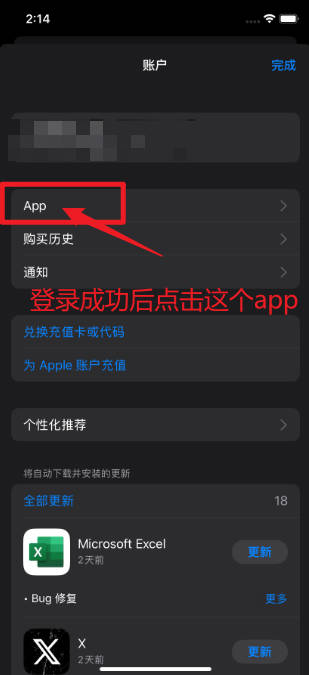 2:14
账户
完成
App
购买历史
通知
登录成功后点击这个app
兑换充值卡或代码
为 Apple 账户充值
个性化推荐
将自动下载并安装的更新
全部更新
18
Microsoft Excel
2天前
更新
• Bug 修复
更多
X
2天前
更新